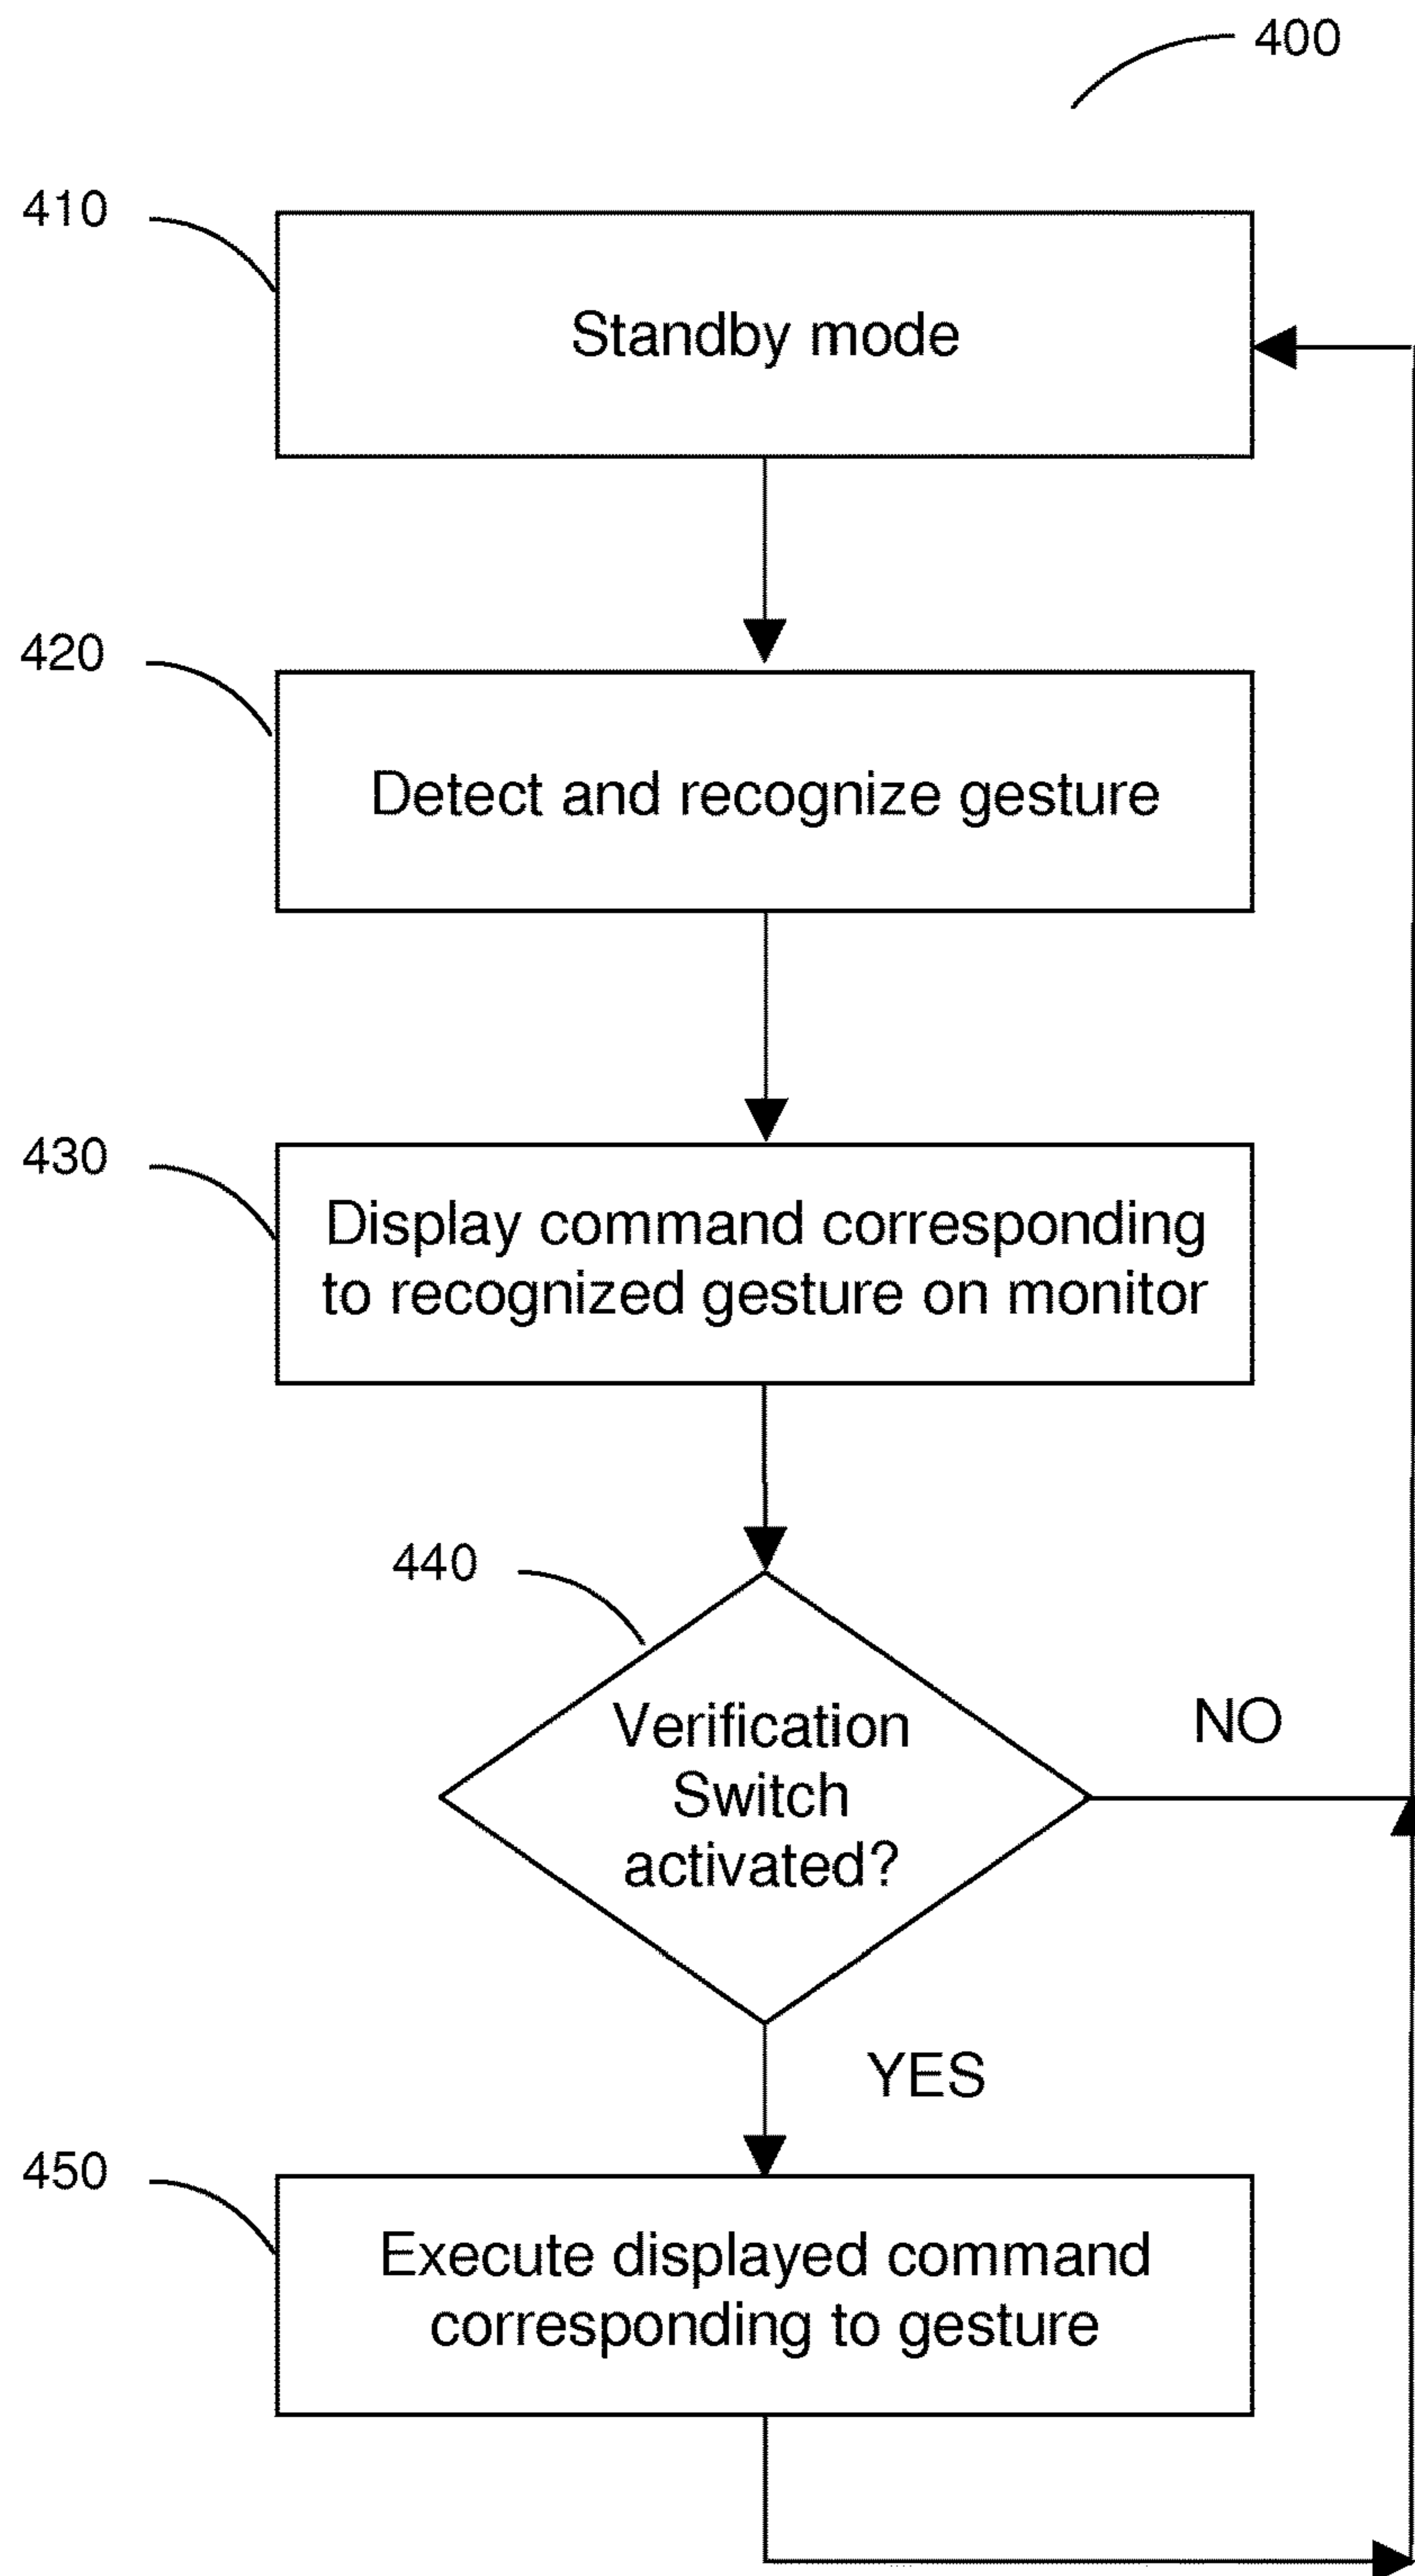 400
410
Standby mode
420
Detect and recognize gesture
430
Display command corresponding
to recognized gesture on monitor
440
Verification
Switch
activated?
NO
YES
450
Execute displayed command
corresponding to gesture